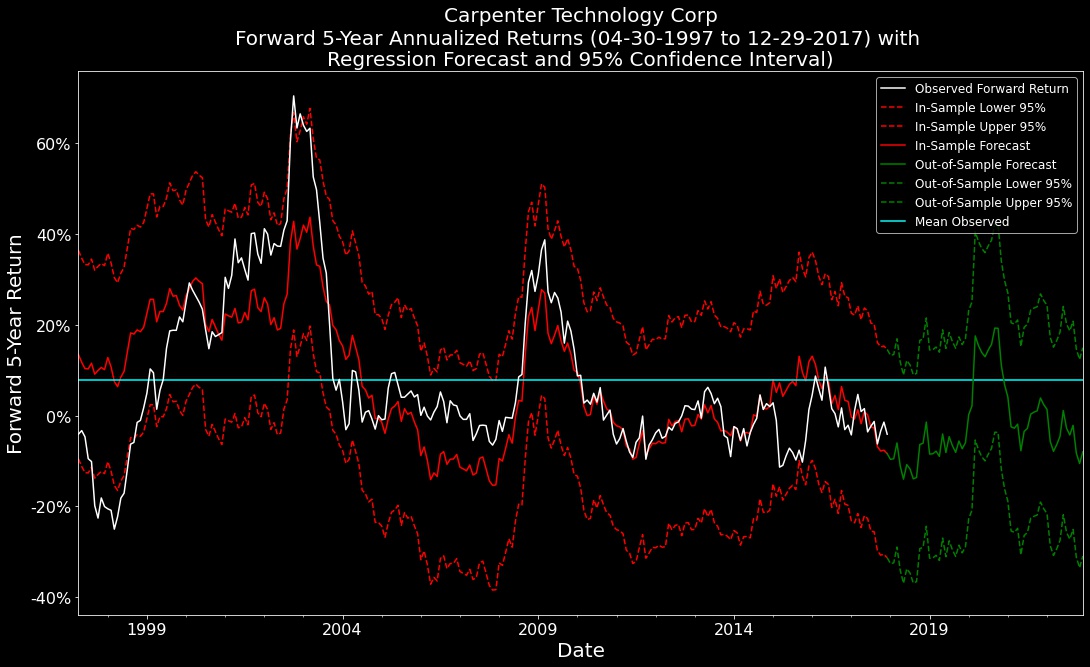 Carpenter Technology Corp
Forward 5-Year Annualized Returns (04-30-1997 to 12-29-2017) with
Regression Forecast and 95% Confidence Interval)
Observed Forward Return
In-Sample Lower 95%
In-Sample Upper 95%
In-Sample Forecast
Out-of-Sample Forecast
Out-of-Sample Lower 95%
Out-of-Sample Upper 95%
Mean Observed
Forward 5-Year Return
60%
40%
20%
0%
-20%
-40%
1999
2004
2009
2014
2019
Date